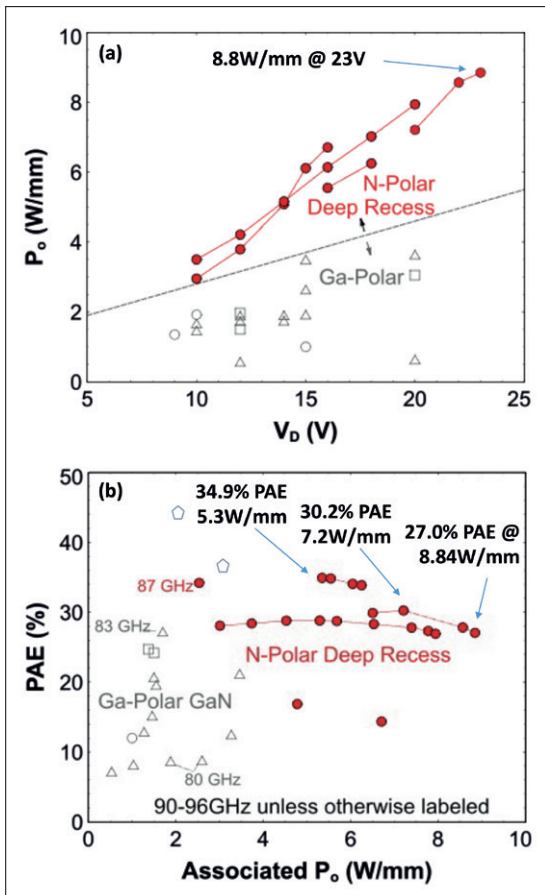 (a)
8.8W/mm @ 23V
N-Polar
Deep Recess
Ga-Polar
10
8
6
4
2
0
Po (W/mm)
5
10
15
20
25
VD (V)
(b)
34.9% PAE
5.3W/mm
30.2% PAE
7.2W/mm
27.0% PAE @
8.84W/mm
87 GHz
83 GHz
N-Polar Deep Recess
Ga-Polar GaN
80 GHz
90-96GHz unless otherwise labeled
50
40
30
20
10
0
PAE (%)
0
2
4
6
8
10
Associated Po (W/mm)